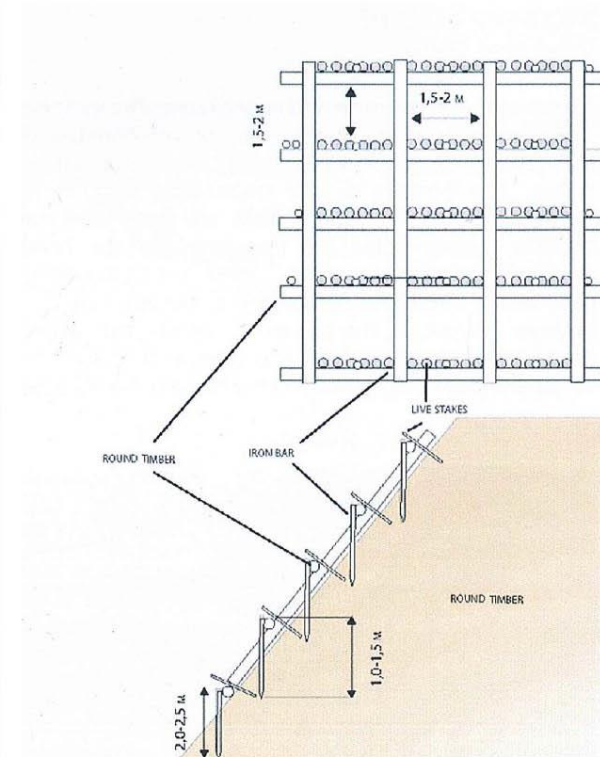 1,5-2 м
1,5-2 м
LIVE STAKES
ROUND TIMBER
IRON BAR
ROUND TIMBER
1,0-1,5 м
2,0-2,5 м